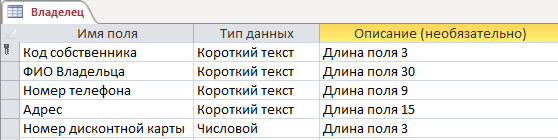 Владелец
Имя поля Тип данных Описание (необязательно)
Код собственника Короткий текст Длина поля 3
ФИО Владельца Короткий текст Длина поля 30
Номер телефона Короткий текст Длина поля 9
Адрес Короткий текст Длина поля 15
Номер дисконтной карты Числовой Длина поля 3